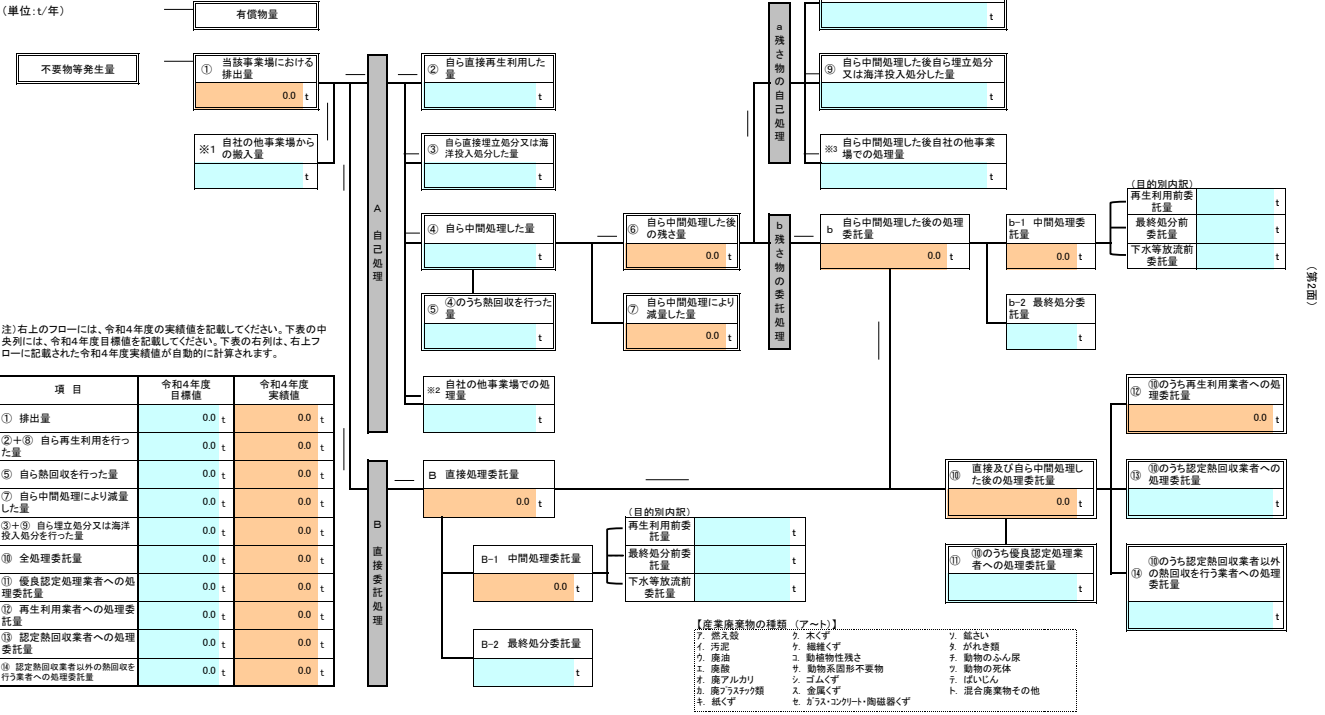 (単位:t/年)
有償物量
不要物等発生量
① 当該事業場における
排出量
0.0 t
※1 自社の他事業場から
の搬入量
t
A 自己処理
② 自ら直接再生利用した
量
t
③ 自ら直接埋立処分又は海
洋投入処分した量
t
④ 自ら中間処理した量
t
⑤ ④のうち熱回収を行った
量
t
※2 自社の他事業場での処
理量
t
⑥ 自ら中間処理した後
の残さ量
0.0 t
⑦ 自ら中間処理により
減量した量
0.0 t
a 残さ物の自己処理
t
⑨ 自ら中間処理した後自ら埋立処分
又は海洋投入処分した量
t
※3 自ら中間処理した後自社の他事業
場での処理量
t
b 残さ物の委託処理
b 自ら中間処理した後の処理
委託量
0.0 t
b-1 中間処理委
託量
0.0 t
b-2 最終処分委
託量
t
(目的別内訳)
再生利用前委
託量
t
最終処分前
委託量
t
下水等放流前
委託量
t
(第2面)
注)右上のフローには、令和4年度の実績値を記載してください。下表の中
央列には、令和4年度目標値を記載してください。下表の右列は、右上フ
ローに記載された令和4年度実績値が自動的に計算されます。
項 目 令和4年度
目標値 令和4年度
実績値
① 排出量 0.0 t 0.0 t
②+⑧ 自ら再生利用を行っ
た量 0.0 t 0.0 t
⑤ 自ら熱回収を行った量 0.0 t 0.0 t
⑦ 自ら中間処理により減量
した量 0.0 t 0.0 t
③+⑨ 自ら埋立処分又は海洋
投入処分を行った量 0.0 t 0.0 t
⑩ 全処理委託量 0.0 t 0.0 t
⑪ 優良認定処理業者への処
理委託量 0.0 t 0.0 t
⑫ 再生利用業者への処理委
託量 0.0 t 0.0 t
⑬ 認定熱回収業者への処理
委託量 0.0 t 0.0 t
⑭ 認定熱回収業者以外の熱回収を
行う業者への処理委託量 0.0 t 0.0 t
B 直接委託処理
B 直接処理委託量
0.0 t
B-1 中間処理委託量
0.0 t
B-2 最終処分委託量
t
(目的別内訳)
再生利用前委
託量
t
最終処分前委
託量
t
下水等放流前
委託量
t
⑩ 直接及び自ら中間処理し
た後の処理委託量
0.0 t
⑪ ⑩のうち優良認定処理業
者への処理委託量
t
⑫ ⑩のうち再生利用業者への処
理委託量
0.0 t
⑬ ⑩のうち認定熱回収業者への
処理委託量
t
⑭ ⑩のうち認定熱回収業者以外
の熱回収を行う業者への処理
委託量
t
【産業廃棄物の種類 (ア~ト)】
ア. 燃え殻 ク. 木くず ソ. 鉱さい
イ. 汚泥 ケ. 繊維くず タ. がれき類
ウ. 廃油 コ. 動植物性残さ チ. 動物のふん尿
エ. 廃酸 サ. 動物系固形不要物 ツ. 動物の死体
オ. 廃アルカリ シ. ゴムくず テ. ばいじん
カ. 廃プラスチック類 ス. 金属くず ト. 混合廃棄物その他
キ. 紙くず セ. ガラス・コンクリート・陶磁器くず